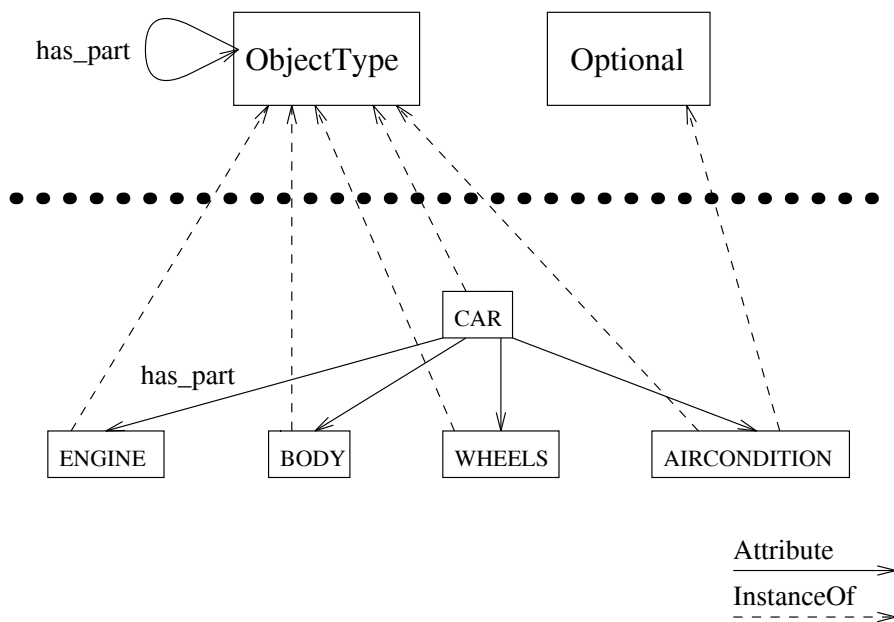 has_part
ObjectType
Optional
CAR
has_part
ENGINE
BODY
WHEELS
AIRCONDITION
Attribute
InstanceOf